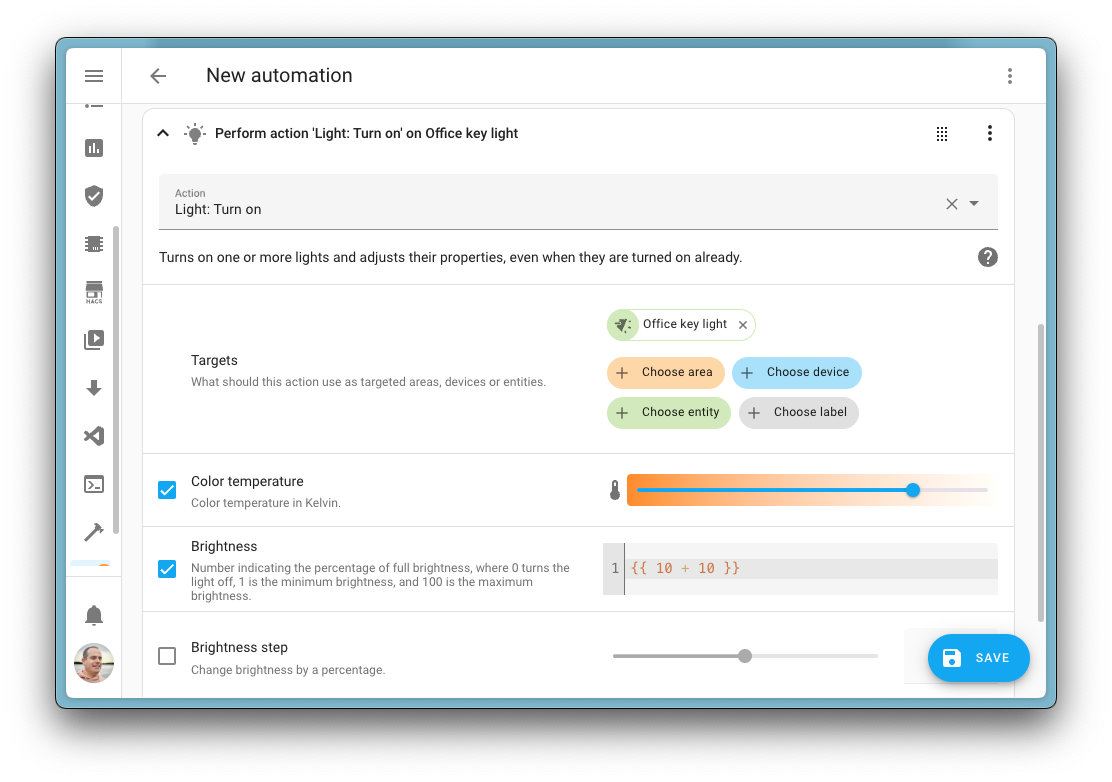 New automation
Perform action 'Light: Turn on' on Office key light
Action
Light: Turn on
Turns on one or more lights and adjusts their properties, even when they are turned on already.
HACS
Office key light
Targets
What should this action use as targeted areas, devices or entities.
Choose area
Choose device
Choose entity
Choose label
Color temperature
Color temperature in Kelvin.
Brightness
Number indicating the percentage of full brightness, where 0 turns the
light off, 1 is the minimum brightness, and 100 is the maximum
brightness.
1 {{ 10 + 10 }}
Brightness step
Change brightness by a percentage.
SAVE